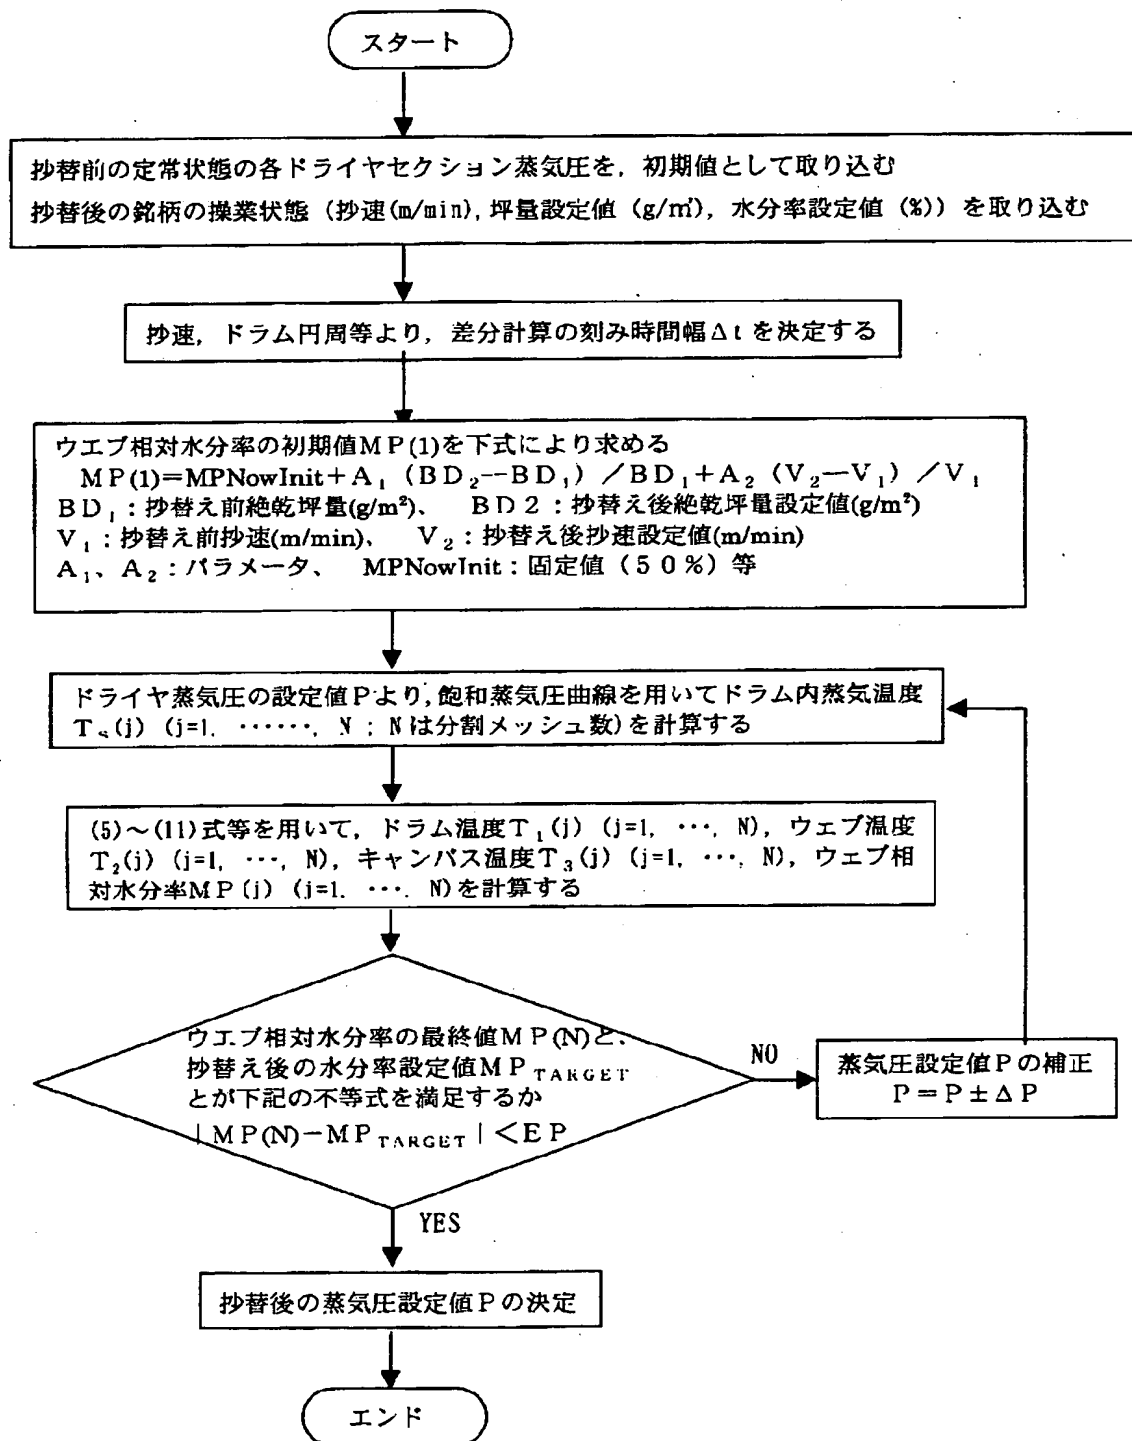 スタート
抄替前の定常状態の各ドライヤセクション蒸気圧を, 初期値として取り込む
抄替後の銘柄の操業状態 (抄速(m/min), 坪量設定値 (g/㎡), 水分率設定値 (%)) を取り込む
抄速, ドラム円周等より, 差分計算の刻み時間幅Δtを決定する
ウエブ相対水分率の初期値MP(1)を下式により求める
MP(1)=MPNowInit+A₁ (BD₂−BD₁) /BD₁+A₂ (V₂−V₁) /V₁
BD₁:抄替え前絶乾坪量(g/m²)、 BD2:抄替え後絶乾坪量設定値(g/m²)
V₁:抄替え前抄速(m/min)、 V₂:抄替え後抄速設定値(m/min)
A₁、A₂:パラメータ、 MPNowInit:固定値(50%)等
ドライヤ蒸気圧の設定値Pより,飽和蒸気圧曲線を用いてドラム内蒸気温度
Tₛ(j) (j=1, ……, N ; Nは分割メッシュ数)を計算する
(5)~(11)式等を用いて, ドラム温度T₁(j) (j=1, …, N), ウェブ温度
T₂(j) (j=1, …, N), キャンバス温度T₃(j) (j=1, …, N), ウェブ相
対水分率MP(j) (j=1, …, N)を計算する
ウエブ相対水分率の最終値MP(N)と、
抄替え後の水分率設定値MP_TARGET
とが下記の不等式を満足するか
|MP(N)−MP_TARGET|<EP
NO
蒸気圧設定値Pの補正
P=P±ΔP
YES
抄替後の蒸気圧設定値Pの決定
エンド